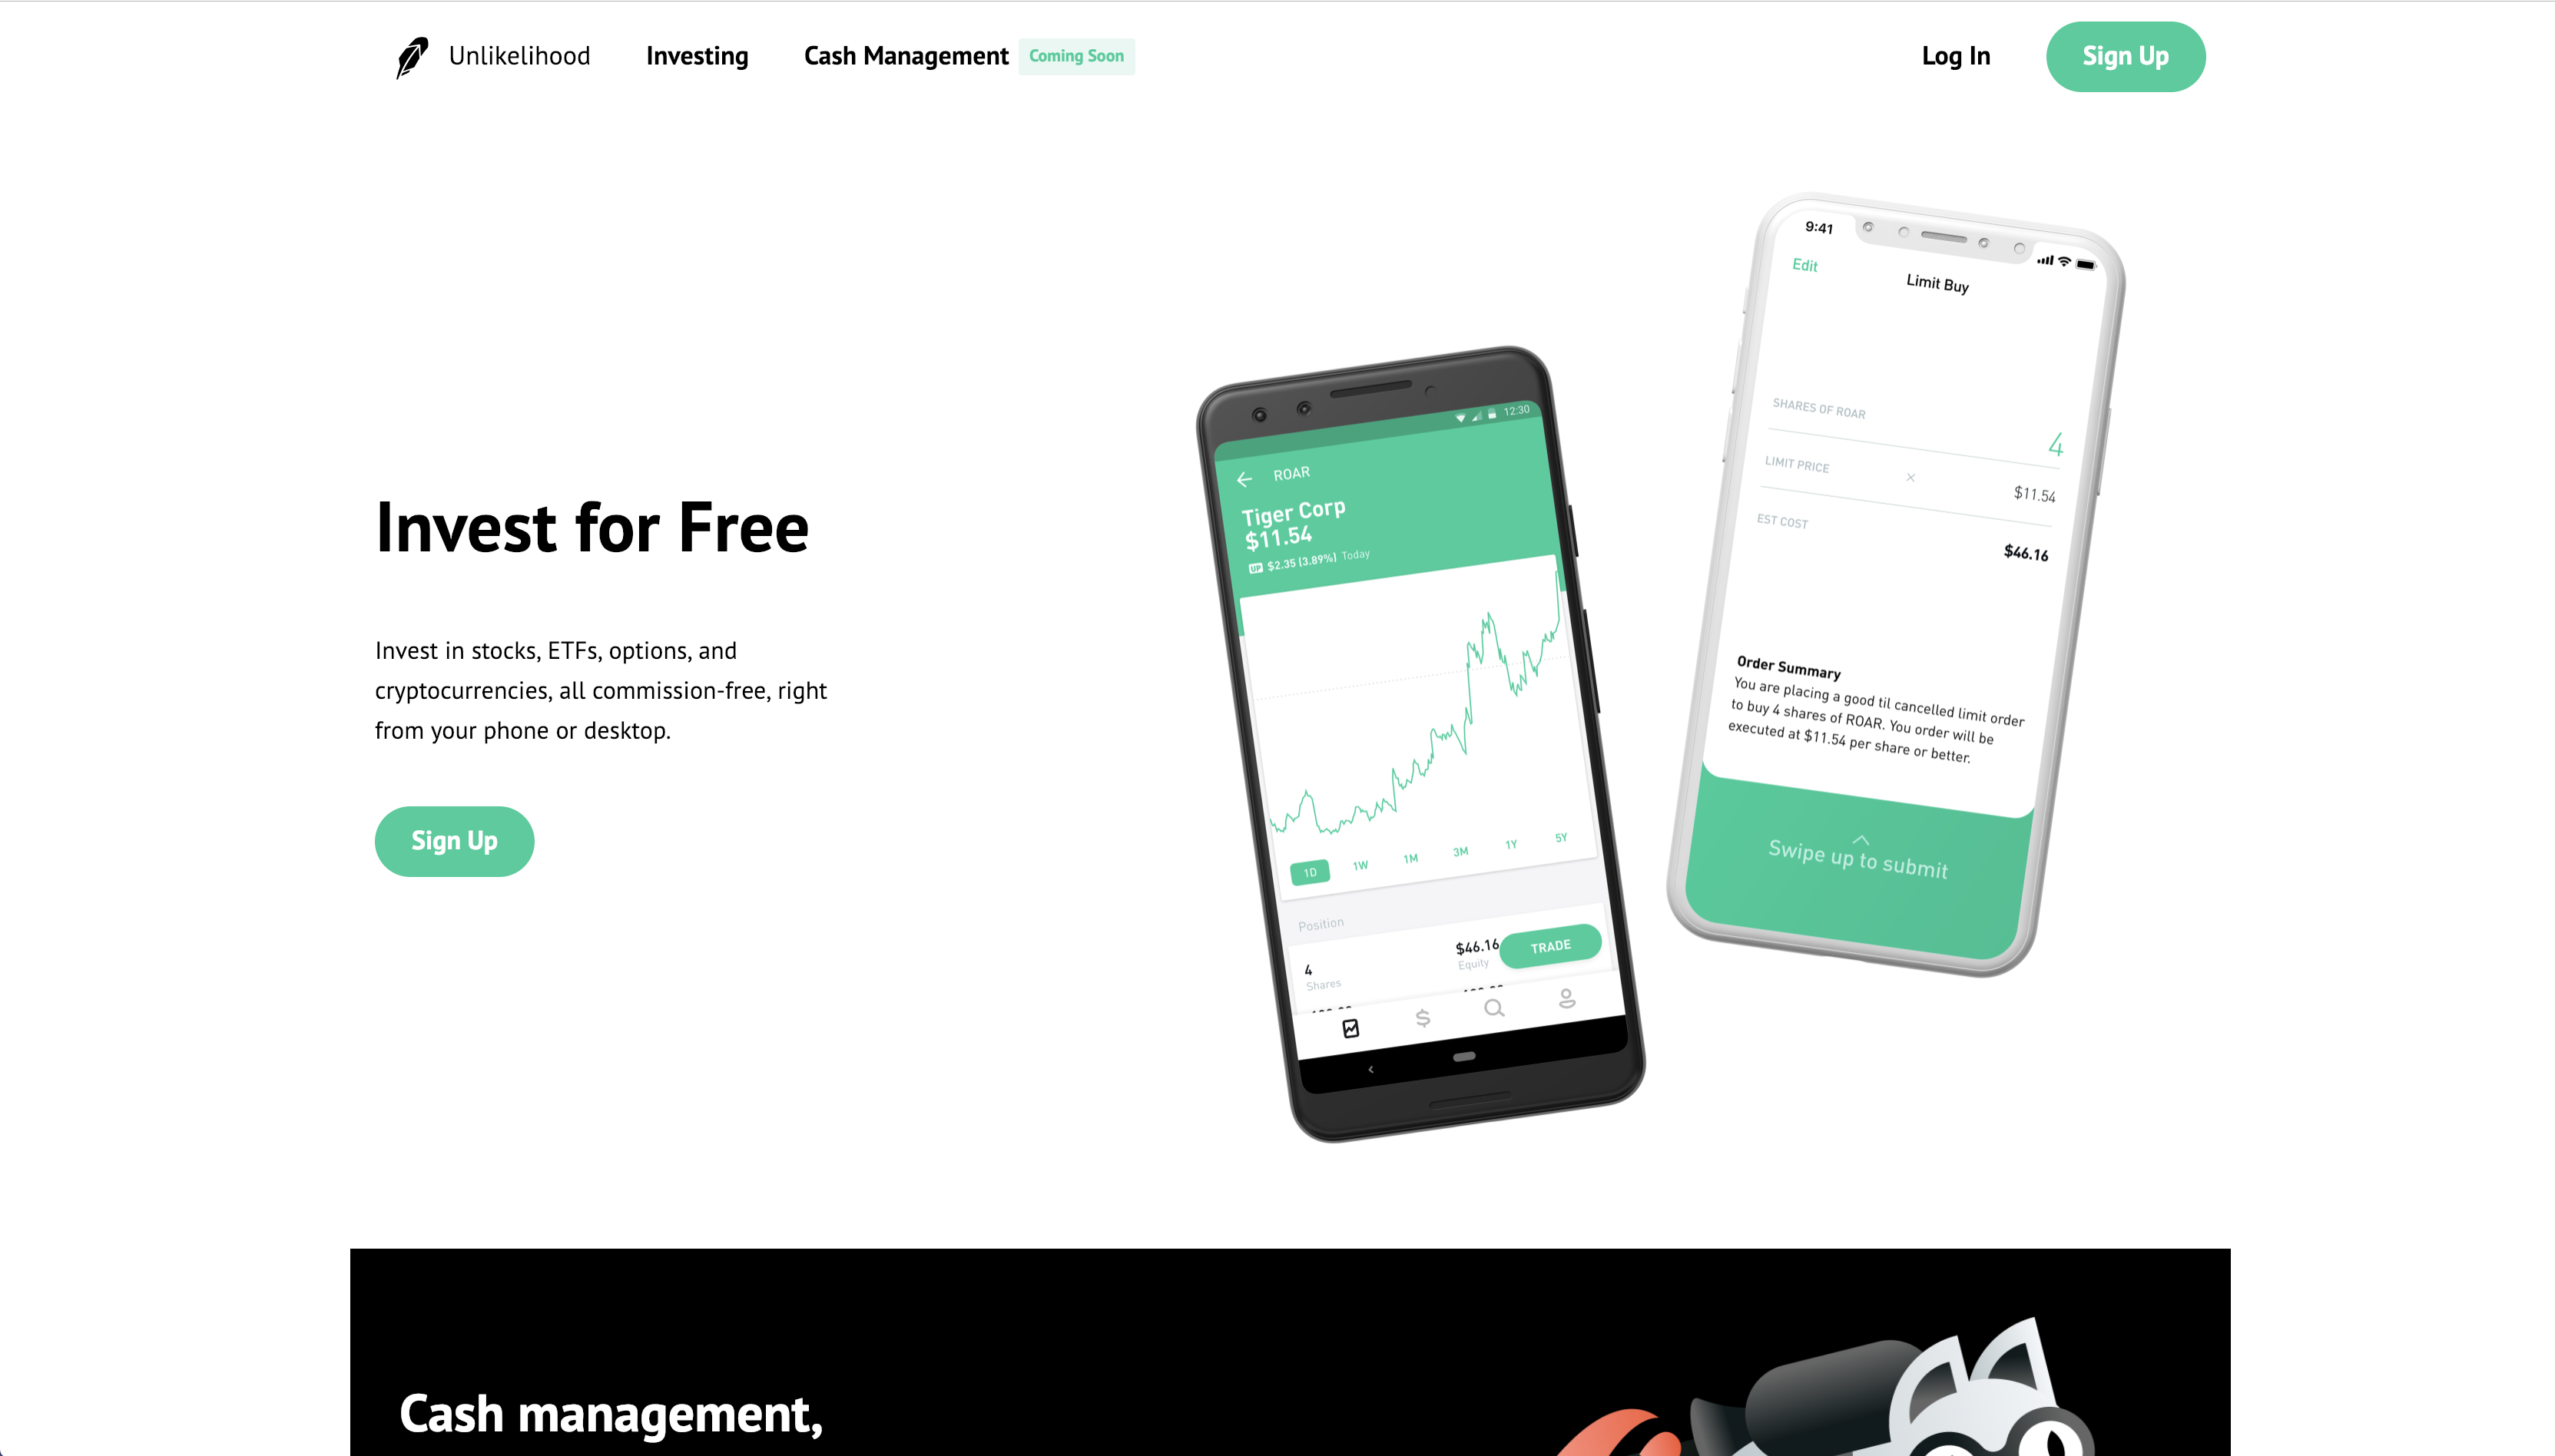 Unlikelihood
Investing
Cash Management
Coming Soon
Log In
Sign Up
Invest for Free
Invest in stocks, ETFs, options, and
cryptocurrencies, all commission-free, right
from your phone or desktop.
Sign Up
12:30
ROAR
Tiger Corp
$11.54
UP $2.35 (3.89%) Today
1D 1W 1M 3M 1Y 5Y
Position
4
Shares
$46.16
Equity
TRADE
9:41
Edit
Limit Buy
SHARES OF ROAR
4
LIMIT PRICE
×
$11.54
EST COST
$46.16
Order Summary
You are placing a good til cancelled limit order
to buy 4 shares of ROAR. You order will be
executed at $11.54 per share or better.
Swipe up to submit
Cash management,